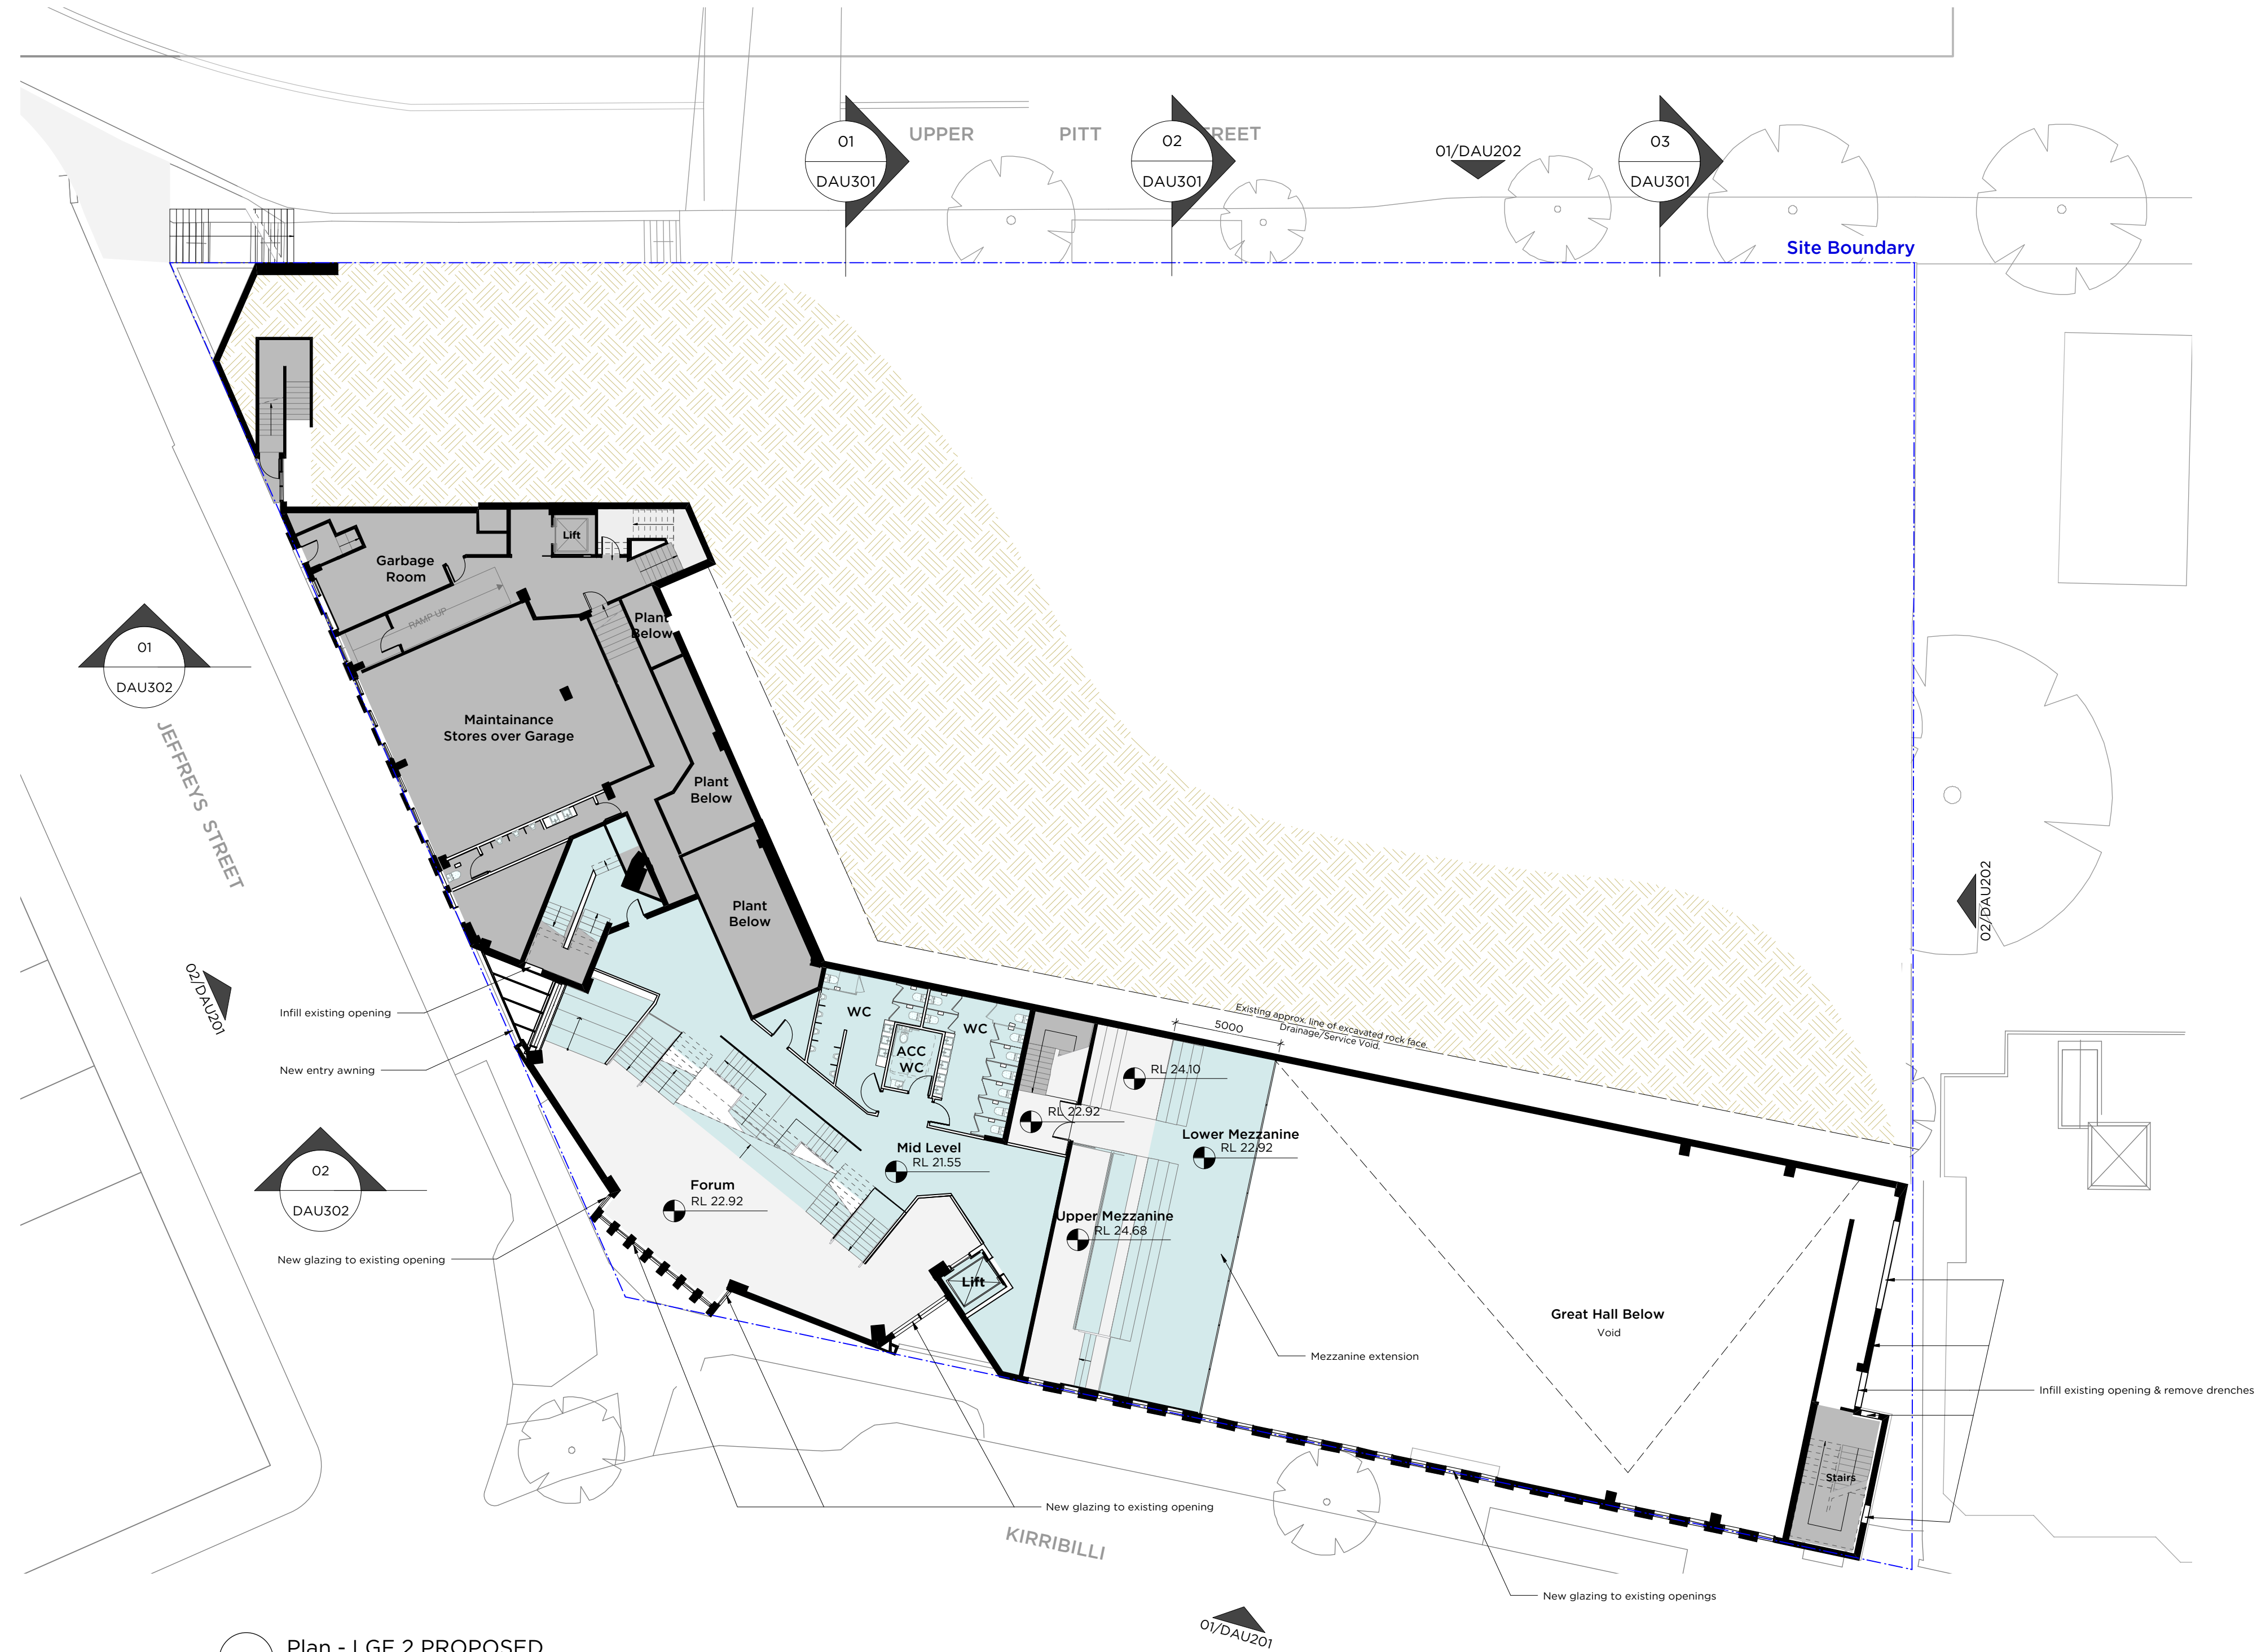 UPPER PITT
01
DAU301
02
DAU301
01/DAU202
03
DAU301
Site Boundary
Lift
Garbage
Room
RAMP UP
Plant
Below
01
DAU302
JEFFREYS STREET
Maintainance
Stores over Garage
Plant
Below
Plant
Below
02/DAU202
02/DAU201
Infill existing opening
New entry awning
WC
WC
ACC
WC
5000
Existing approx. line of excavated rock face.
Drainage/Service Void.
RL 24.10
RL 22.92
Lower Mezzanine
RL 22.92
Mid Level
RL 21.55
Forum
RL 22.92
Upper Mezzanine
RL 24.68
02
DAU302
New glazing to existing opening
Lift
Great Hall Below
Void
Mezzanine extension
Infill existing opening & remove drenches
Stairs
New glazing to existing opening
KIRRIBILLI
New glazing to existing openings
01/DAU201
Plan - LGF 2 PROPOSED